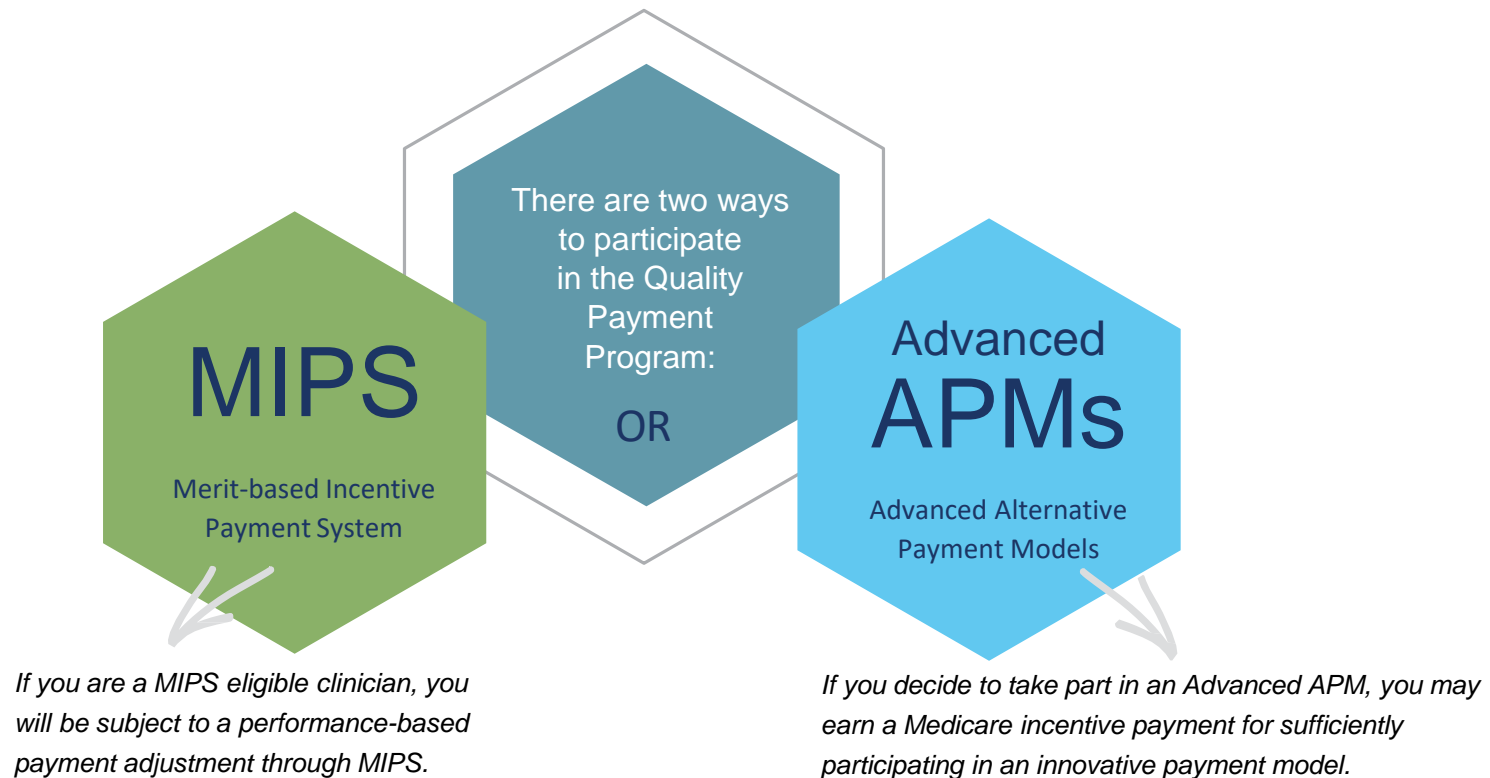 There are two ways
to participate
in the Quality
Payment
Program:
OR
MIPS
Merit-based Incentive
Payment System
Advanced
APMs
Advanced Alternative
Payment Models
If you are a MIPS eligible clinician, you
will be subject to a performance-based
payment adjustment through MIPS.
If you decide to take part in an Advanced APM, you may
earn a Medicare incentive payment for sufficiently
participating in an innovative payment model.